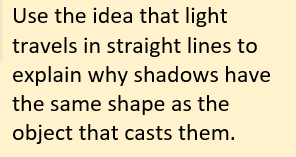 Use the idea that light
travels in straight lines to
explain why shadows have
the same shape as the
object that casts them.